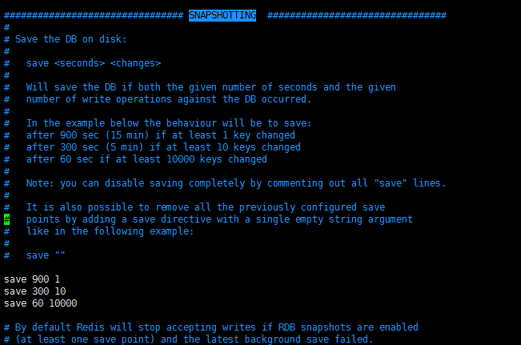 ################################ SNAPSHOTTING  ################################
#
# Save the DB on disk:
#
#   save <seconds> <changes>
#
#   Will save the DB if both the given number of seconds and the given
#   number of write operations against the DB occurred.
#
#   In the example below the behaviour will be to save:
#   after 900 sec (15 min) if at least 1 key changed
#   after 300 sec (5 min) if at least 10 keys changed
#   after 60 sec if at least 10000 keys changed
#
#   Note: you can disable saving completely by commenting out all "save" lines.
#
#   It is also possible to remove all the previously configured save
#   points by adding a save directive with a single empty string argument
#   like in the following example:
#
#   save ""

save 900 1
save 300 10
save 60 10000

# By default Redis will stop accepting writes if RDB snapshots are enabled
# (at least one save point) and the latest background save failed.